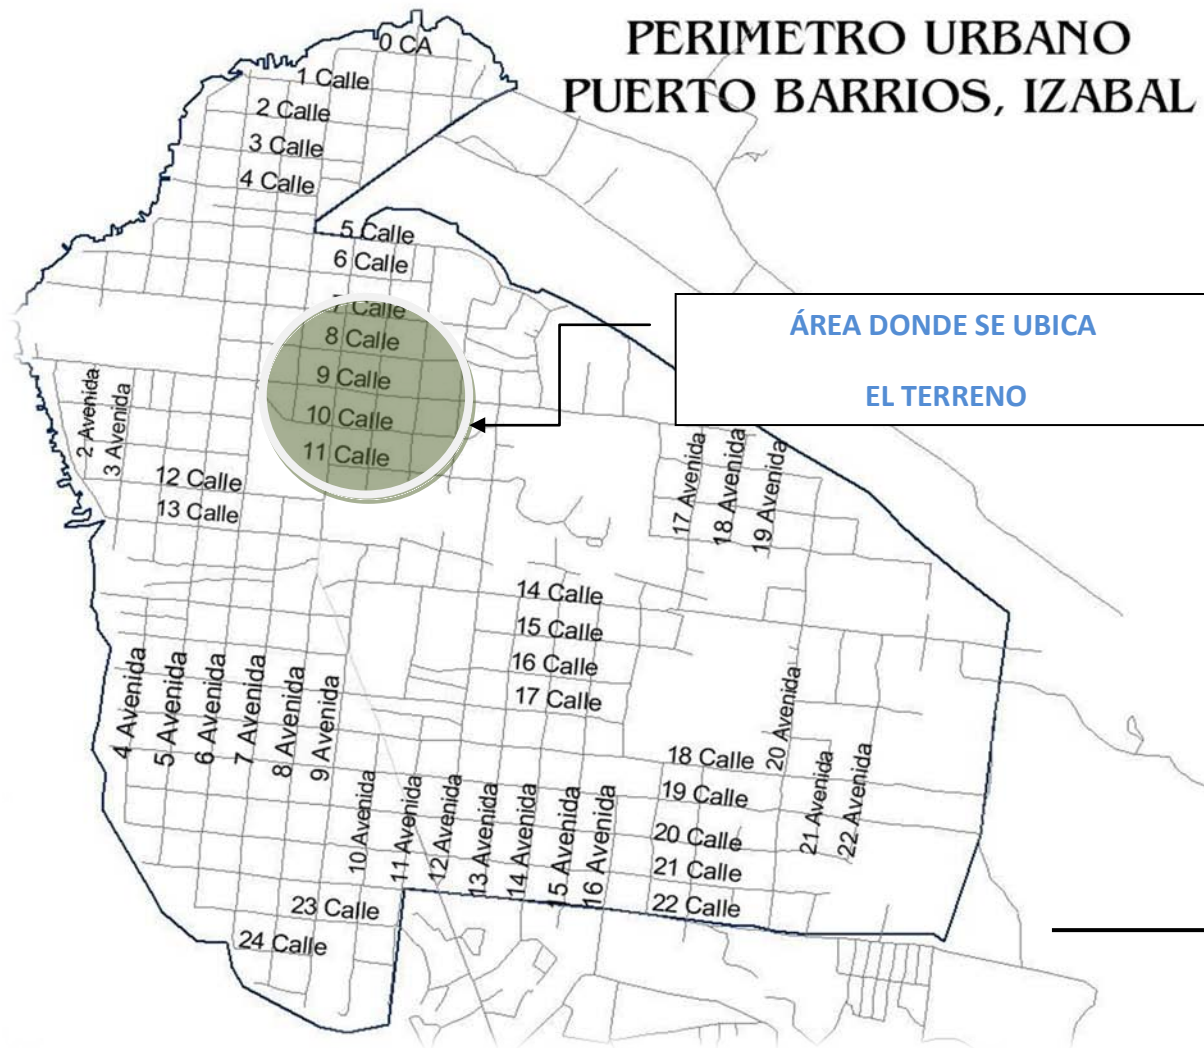 PERIMETRO URBANO
PUERTO BARRIOS, IZABAL
0 CA
1 Calle
2 Calle
3 Calle
4 Calle
5 Calle
6 Calle
7 Calle
8 Calle
9 Calle
10 Calle
11 Calle
ÁREA DONDE SE UBICA
EL TERRENO
2 Avenida
3 Avenida
12 Calle
13 Calle
17 Avenida
18 Avenida
19 Avenida
14 Calle
15 Calle
16 Calle
17 Calle
4 Avenida
5 Avenida
6 Avenida
7 Avenida
8 Avenida
9 Avenida
20 Avenida
18 Calle
19 Calle
20 Calle
21 Calle
22 Calle
21 Avenida
22 Avenida
10 Avenida
11 Avenida
12 Avenida
13 Avenida
14 Avenida
15 Avenida
16 Avenida
23 Calle
24 Calle